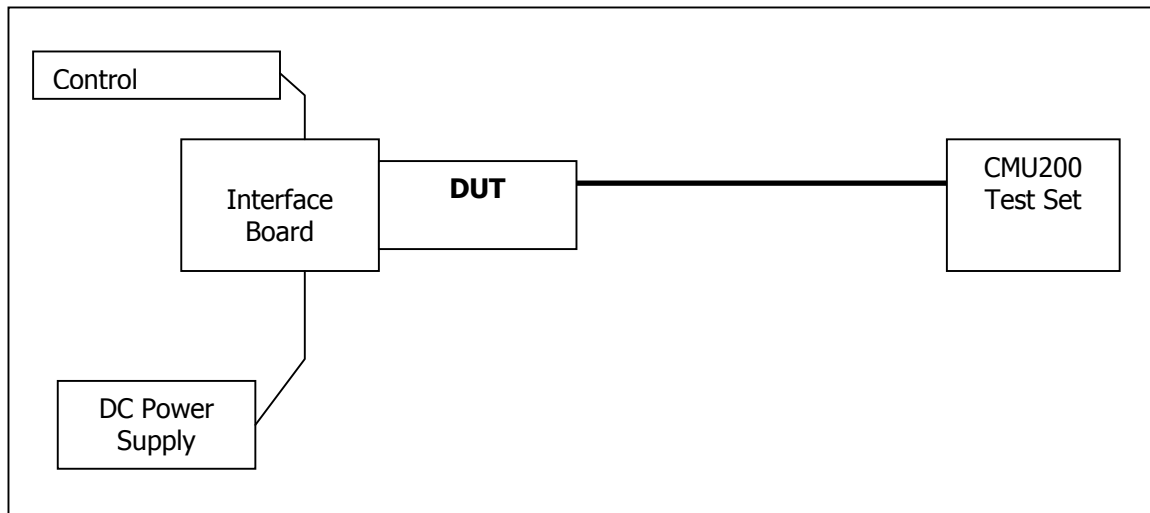 Control
Interface
Board
DUT
CMU200
Test Set
DC Power
Supply